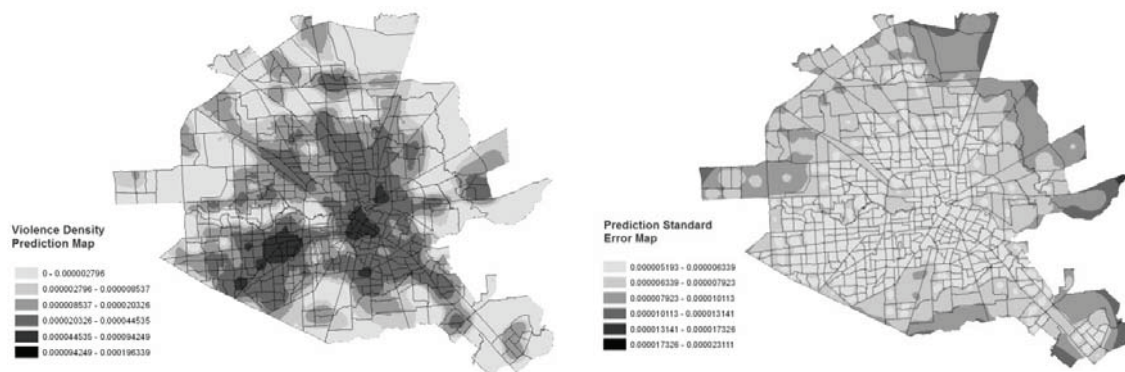 Violence Density
Prediction Map
0 - 0.000002796
0.000002796 - 0.000008537
0.000008537 - 0.000020326
0.000020326 - 0.000044535
0.000044535 - 0.000094249
0.000094249 - 0.000196339
Prediction Standard
Error Map
0.000005193 - 0.000006339
0.000006339 - 0.000007923
0.000007923 - 0.000010113
0.000010113 - 0.000013141
0.000013141 - 0.000017326
0.000017326 - 0.000023111